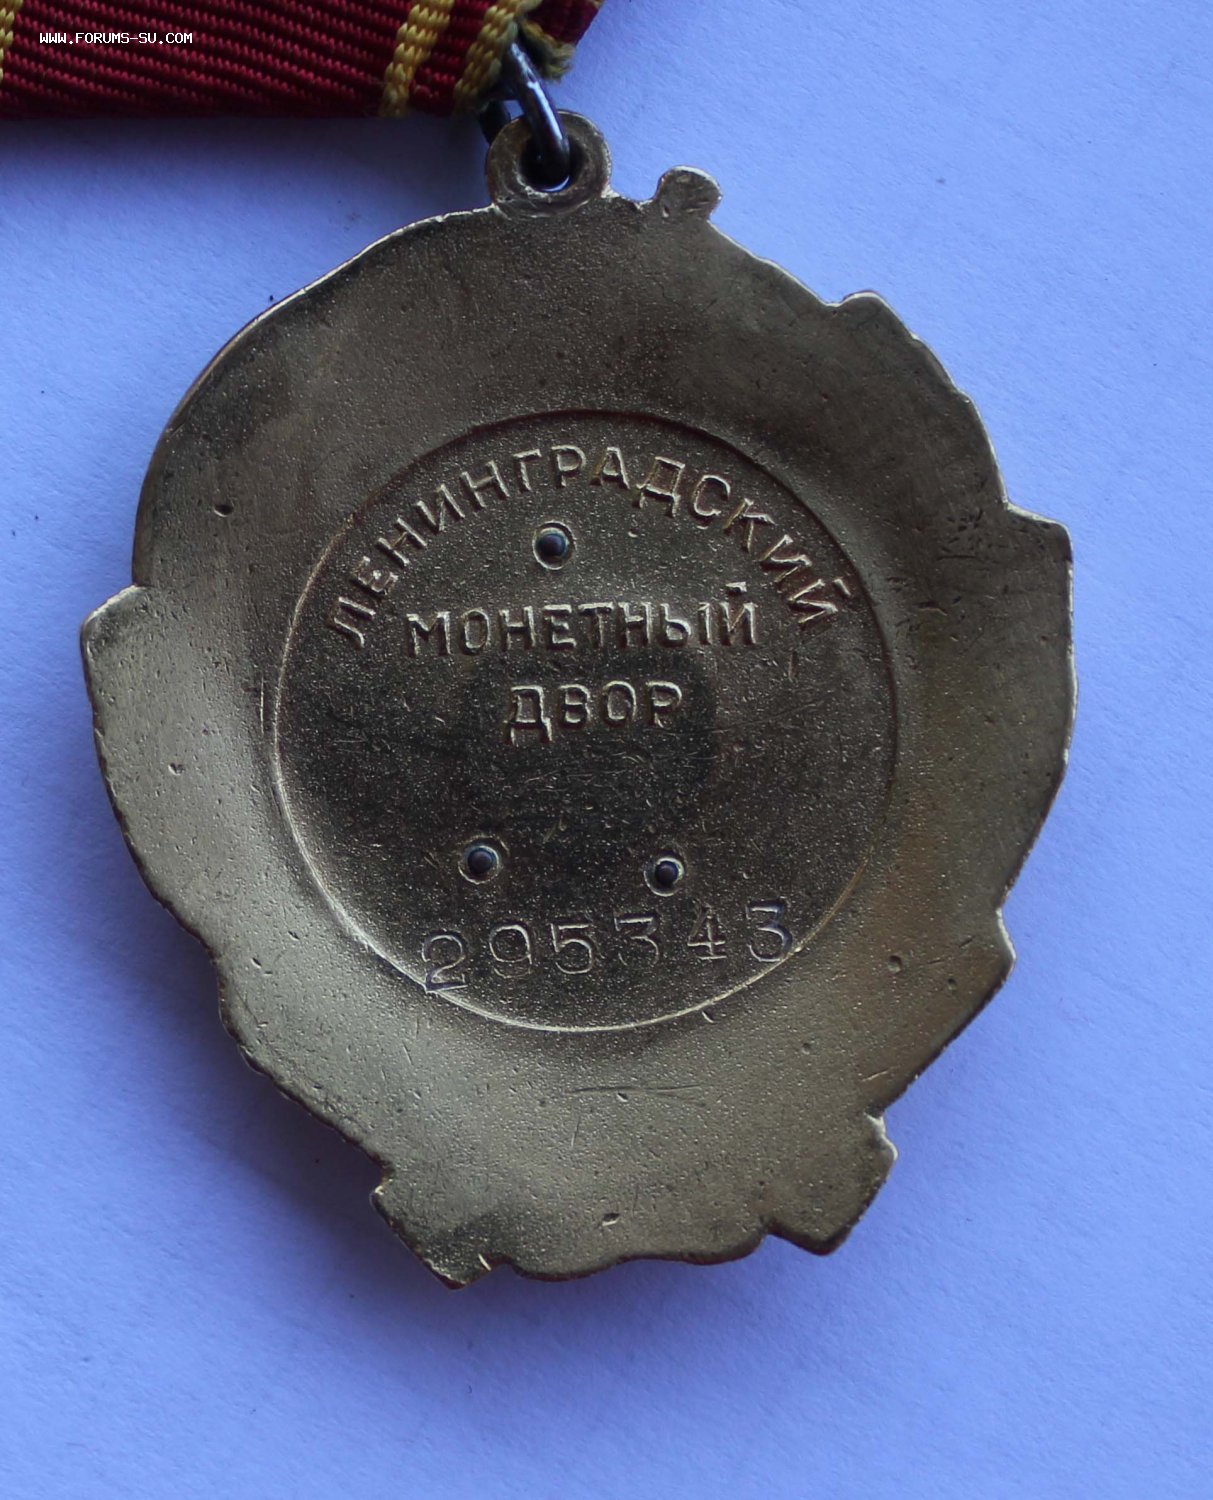 WWW.FORUMS-SU.COM
ЛЕНИНГРАДСКИЙ
МОНЕТНЫЙ
ДВОР
295343